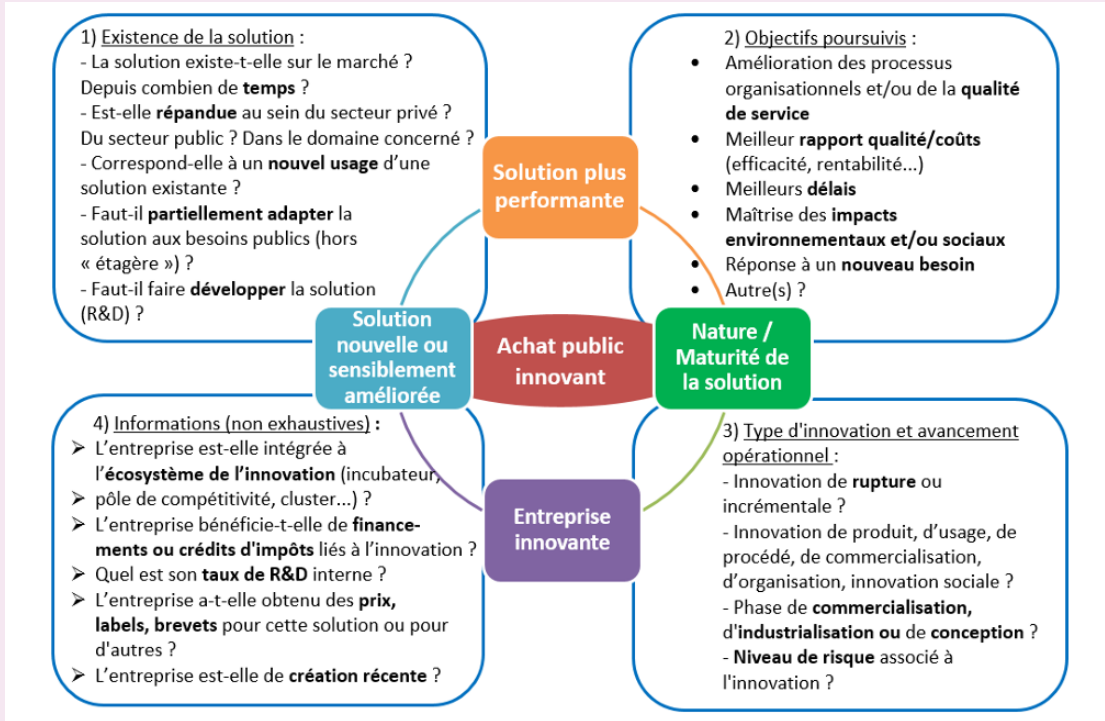 1) Existence de la solution :
- La solution existe-t-elle sur le marché ?
Depuis combien de temps ?
- Est-elle répandue au sein du secteur privé ?
Du secteur public ? Dans le domaine concerné ?
- Correspond-elle à un nouvel usage d’une
solution existante ?
- Faut-il partiellement adapter la
solution aux besoins publics (hors
« étagère ») ?
- Faut-il faire développer la solution
(R&D) ?
2) Objectifs poursuivis :
• Amélioration des processus
organisationnels et/ou de la qualité
de service
• Meilleur rapport qualité/coûts
(efficacité, rentabilité...)
• Meilleurs délais
• Maîtrise des impacts
environnementaux et/ou sociaux
• Réponse à un nouveau besoin
• Autre(s) ?
Solution plus
performante
Solution
nouvelle ou
sensiblement
améliorée
Achat public
innovant
Nature /
Maturité de
la solution
Entreprise
innovante
4) Informations (non exhaustives) :
➢ L’entreprise est-elle intégrée à
l’écosystème de l’innovation (incubateur,
➢ pôle de compétitivité, cluster...) ?
➢ L’entreprise bénéficie-t-elle de finance-
ments ou crédits d'impôts liés à l’innovation ?
➢ Quel est son taux de R&D interne ?
➢ L’entreprise a-t-elle obtenu des prix,
labels, brevets pour cette solution ou pour
d'autres ?
➢ L’entreprise est-elle de création récente ?
3) Type d'innovation et avancement
opérationnel :
- Innovation de rupture ou
incrémentale ?
- Innovation de produit, d’usage, de
procédé, de commercialisation,
d’organisation, innovation sociale ?
- Phase de commercialisation,
d'industrialisation ou de conception ?
- Niveau de risque associé à
l'innovation ?